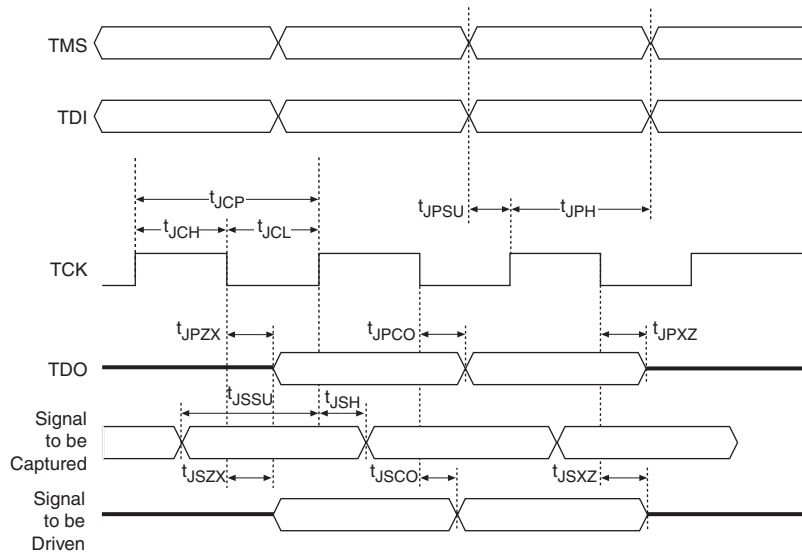 TMS
TDI
tJCP
tJCH tJCL
tJPSU tJPH
TCK
tJPZX tJPCO tJPXZ
TDO
tJSSU tJSH
Signal
to be
Captured
tJSZX tJSCO tJSXZ
Signal
to be
Driven